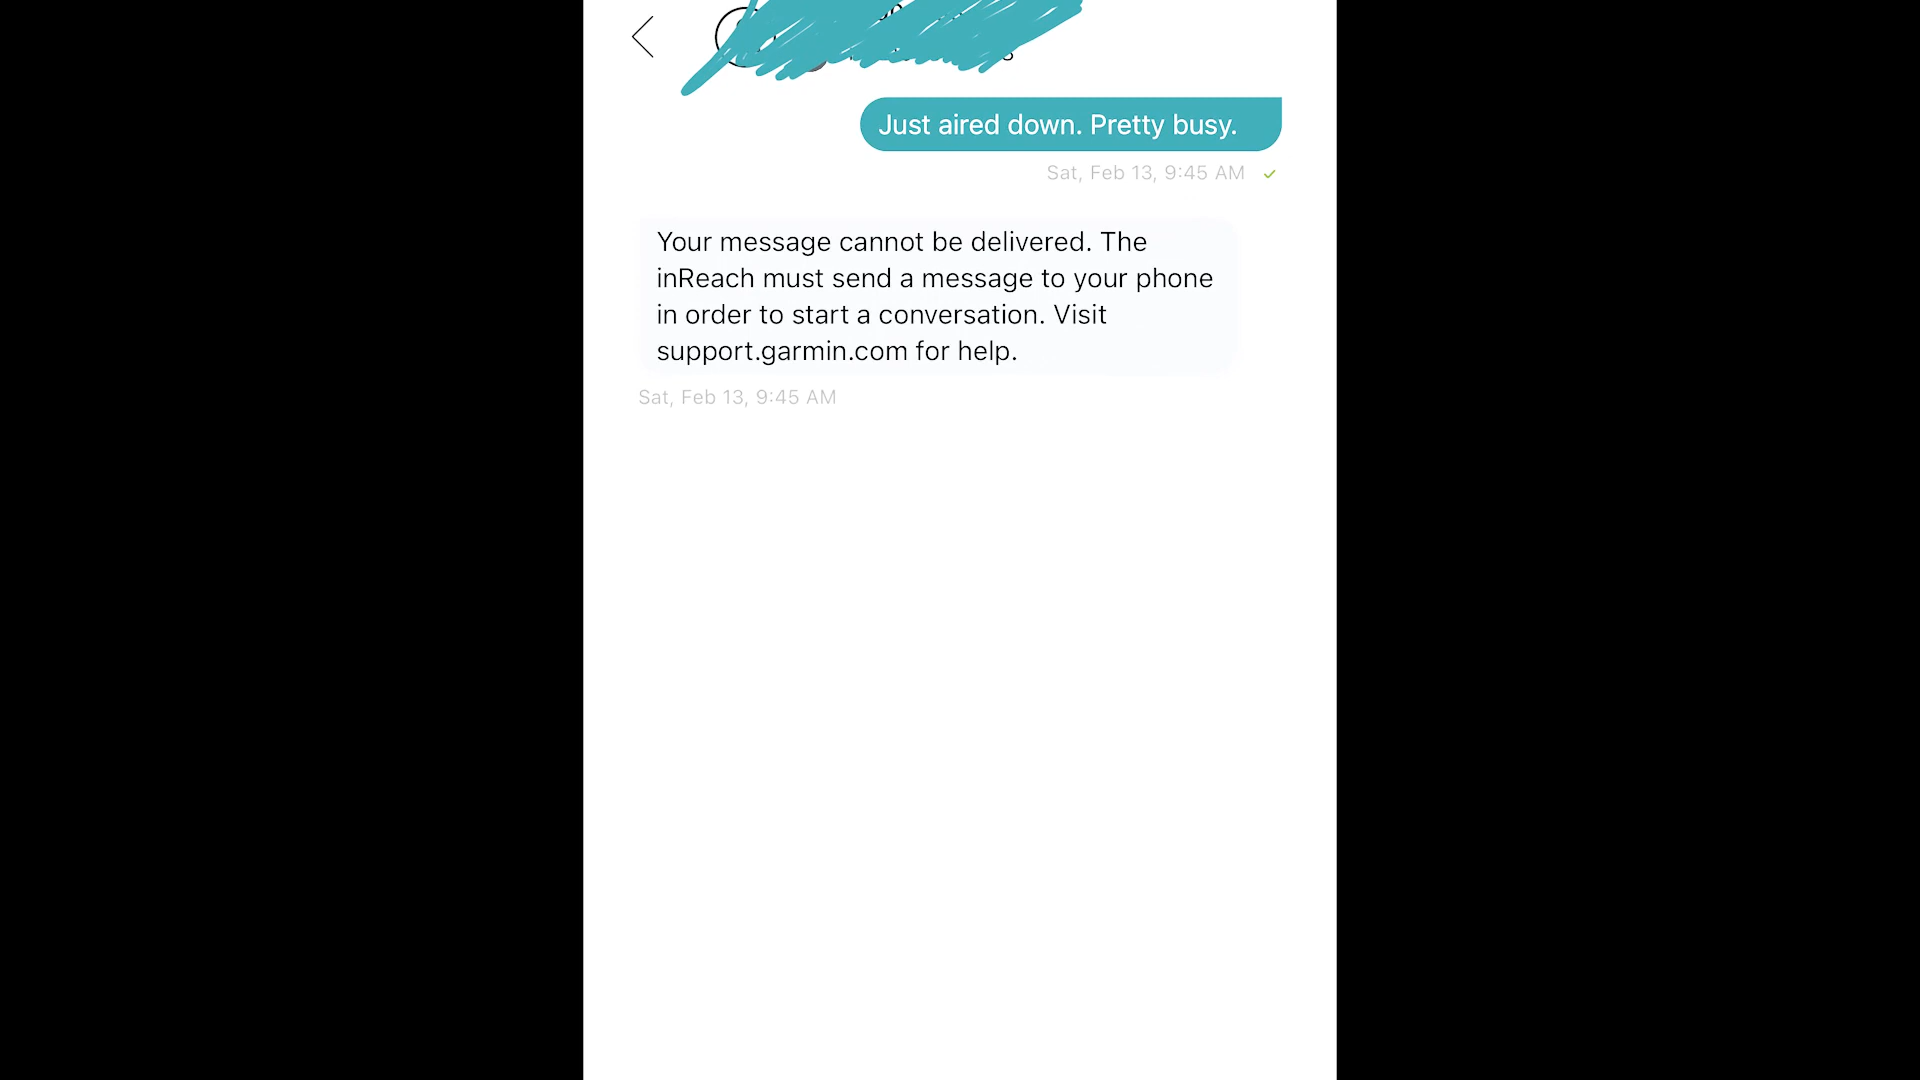 Just aired down. Pretty busy.
Sat, Feb 13, 9:45 AM
Your message cannot be delivered. The
inReach must send a message to your phone
in order to start a conversation. Visit
support.garmin.com for help.
Sat, Feb 13, 9:45 AM